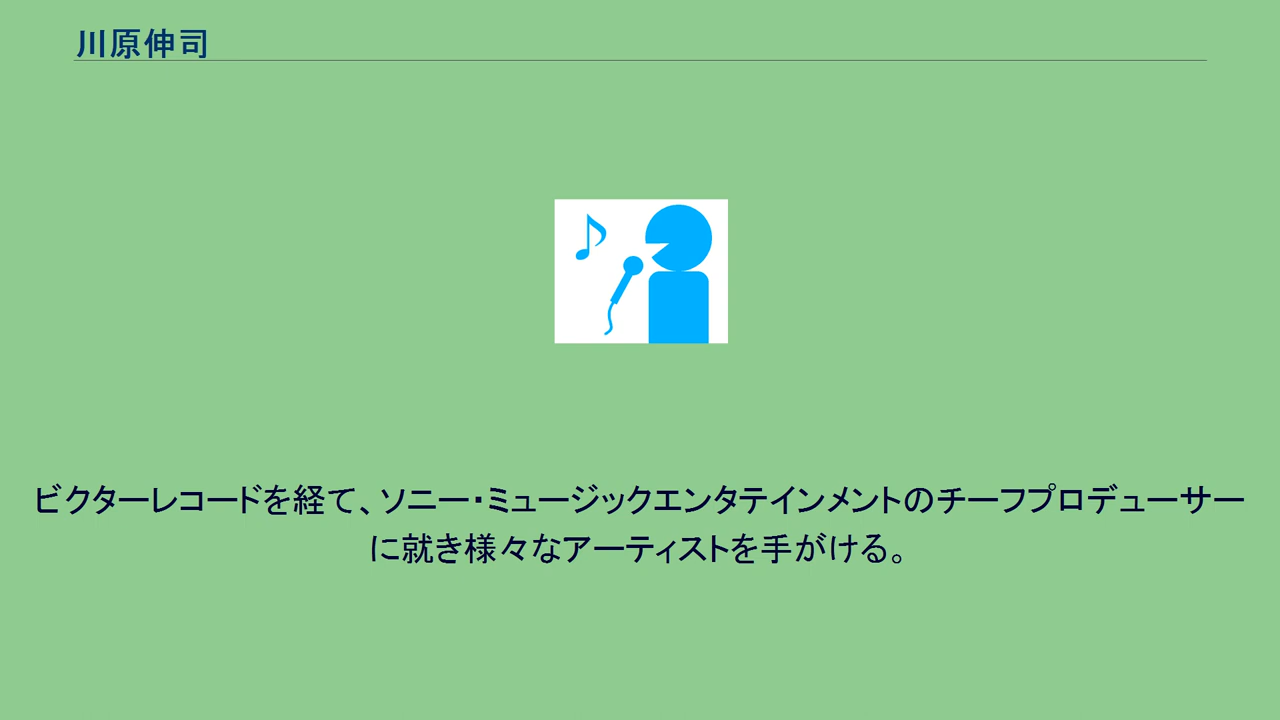 川原伸司
ビクターレコードを経て、ソニー・ミュージックエンタテインメントのチーフプロデューサー
に就き様々なアーティストを手がける。